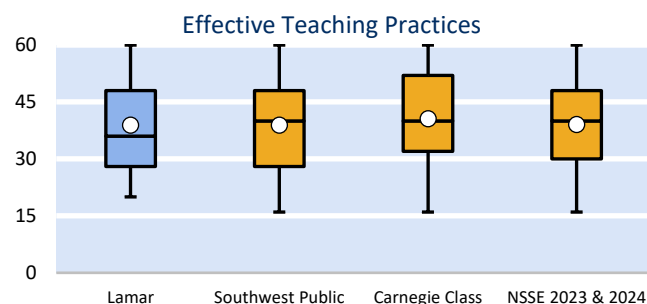 Effective Teaching Practices
60
45
30
15
0
Lamar Southwest Public Carnegie Class NSSE 2023 & 2024